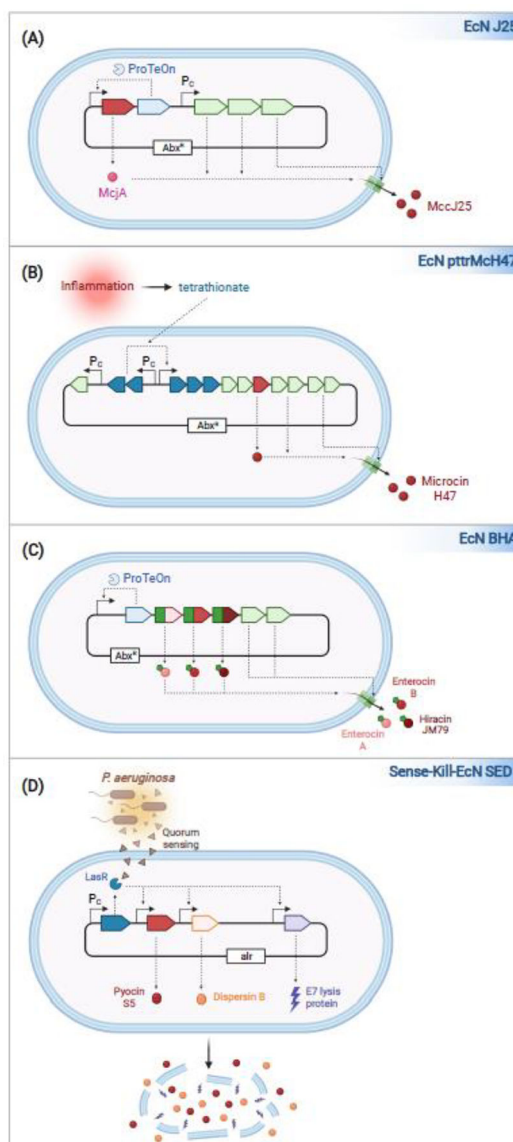 EcN J25
(A)
ProTeOn
Pc
Abx*
McjA
MccJ25
EcN pttrMcH47
(B)
Inflammation
tetrathionate
Pc
Pc
Abx*
Microcin
H47
EcN BHA
(C)
ProTeOn
Abx*
Enterocin
B
Hiracin
JM79
Enterocin
A
Sense-Kill-EcN SED
(D)
P. aeruginosa
Quorum
sensing
LasR
Pc
alr
Pyocin
S5
Dispersin B
E7 lysis
protein